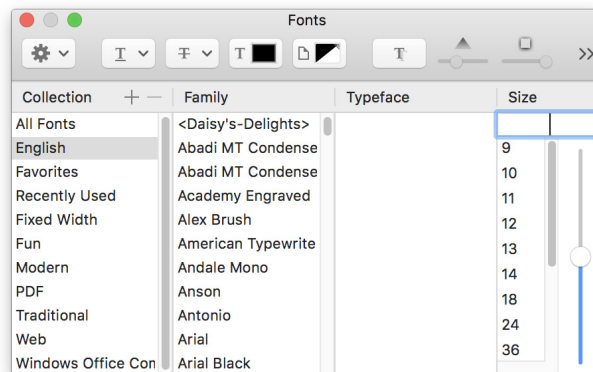 Fonts
T T T T
Collection + — Family Typeface Size
All Fonts
English
Favorites
Recently Used
Fixed Width
Fun
Modern
PDF
Traditional
Web
Windows Office Con
<Daisy's-Delights>
Abadi MT Condense
Abadi MT Condense
Academy Engraved
Alex Brush
American Typewrite
Andale Mono
Anson
Antonio
Arial
Arial Black
9
10
11
12
13
14
18
24
36